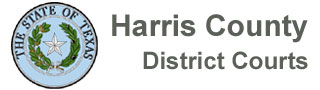 THE STATE OF TEXAS
Harris County
District Courts